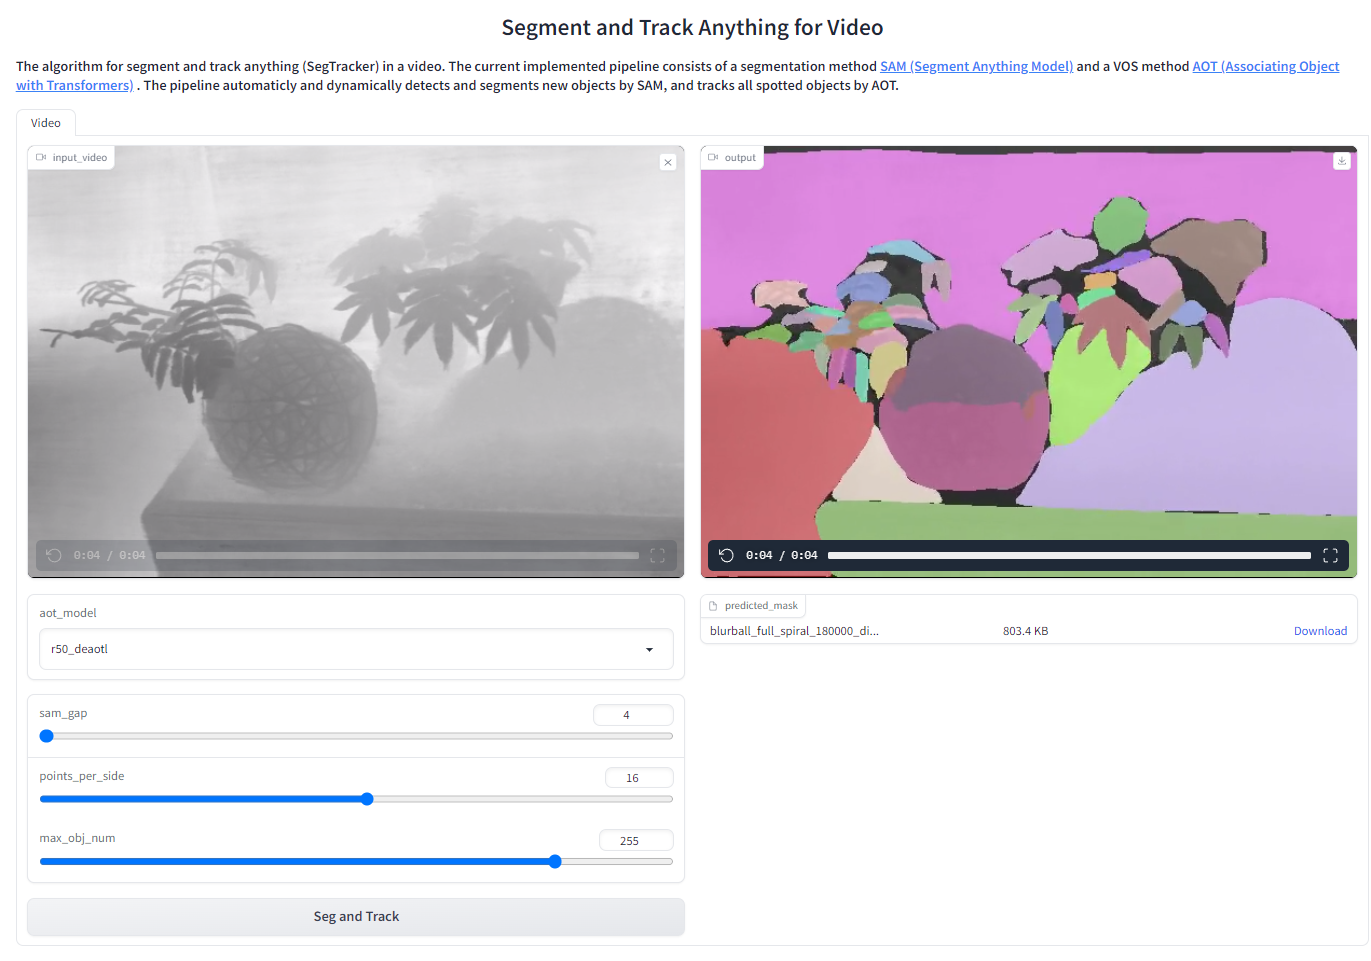 Segment and Track Anything for Video
The algorithm for segment and track anything (SegTracker) in a video. The current implemented pipeline consists of a segmentation method SAM (Segment Anything Model) and a VOS method AOT (Associating Object
with Transformers) . The pipeline automaticly and dynamically detects and segments new objects by SAM, and tracks all spotted objects by AOT.
Video
input_video
output
0:04 / 0:04
0:04 / 0:04
aot_model
r50_deaotl
predicted_mask
blurball_full_spiral_180000_di... 803.4 KB Download
sam_gap
4
points_per_side
16
max_obj_num
255
Seg and Track